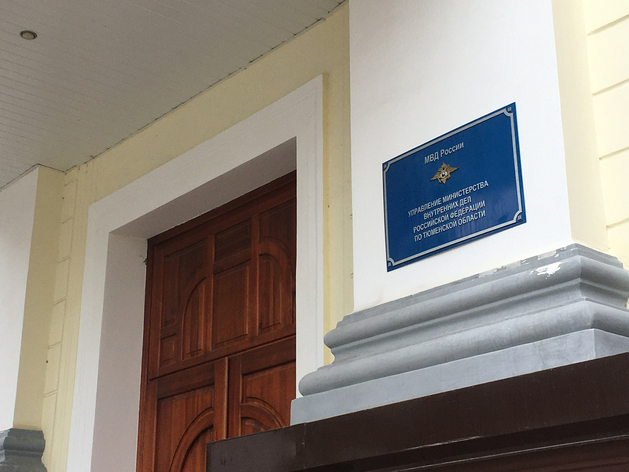 МВД России
УПРАВЛЕНИЕ МИНИСТЕРСТВА
ВНУТРЕННИХ ДЕЛ
РОССИЙСКОЙ ФЕДЕРАЦИИ
ПО ТЮМЕНСКОЙ ОБЛАСТИ